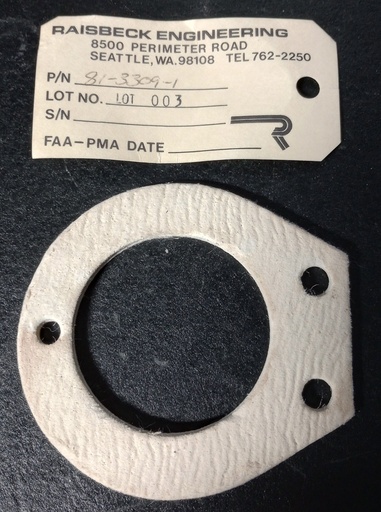 RAISBECK ENGINEERING
8500 PERIMETER ROAD
SEATTLE, WA. 98108 TEL 762-2250
P/N 81-3309-1
LOT NO. LOT 003
S/N
R
FAA-PMA DATE